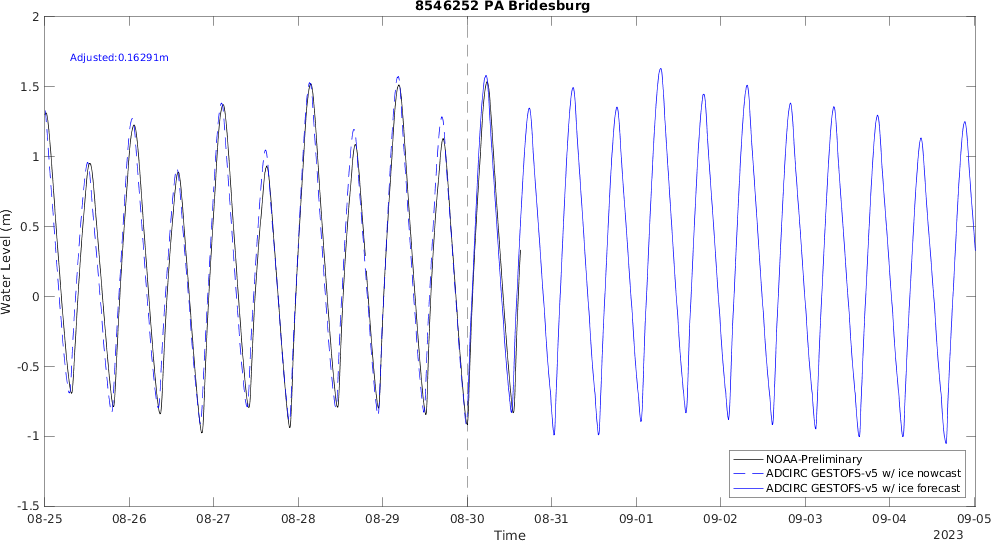 8546252 PA Bridesburg
Adjusted:0.16291m
Water Level (m)
2
1.5
1
0.5
0
-0.5
-1
-1.5
NOAA-Preliminary
ADCIRC GESTOFS-v5 w/ ice nowcast
ADCIRC GESTOFS-v5 w/ ice forecast
08-25 08-26 08-27 08-28 08-29 08-30 08-31 09-01 09-02 09-03 09-04 09-05
Time
2023